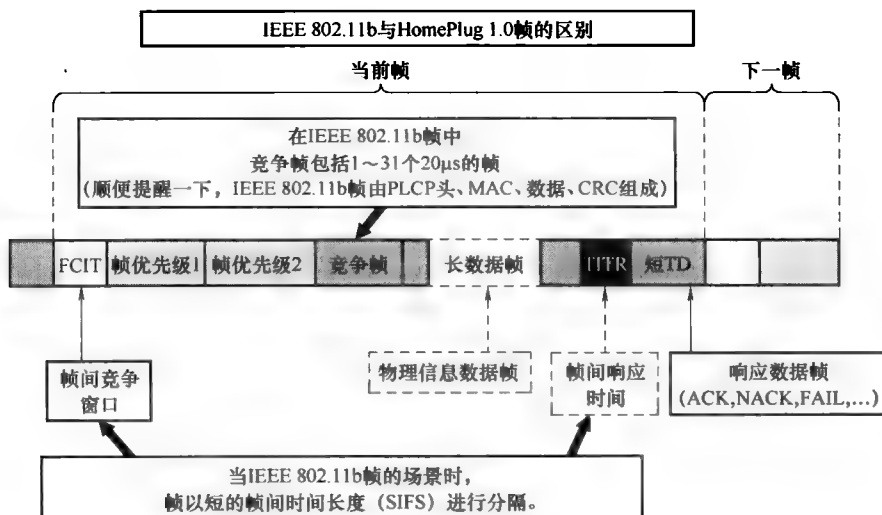 IEEE 802.11b与HomePlug 1.0帧的区别
当前帧
下一帧
在IEEE 802.11b帧中
竞争帧包括1～31个20μs的帧
(顺便提醒一下，IEEE 802.11b帧由PLCP头、MAC、数据、CRC组成)
FCIT
帧优先级1
帧优先级2
竞争帧
长数据帧
TITR
短TD
帧间竞争
窗口
物理信息数据帧
帧间响应
时间
响应数据帧
(ACK,NACK,FAIL,…)
当IEEE 802.11b帧的场景时，
帧以短的帧间时间长度（SIFS）进行分隔。